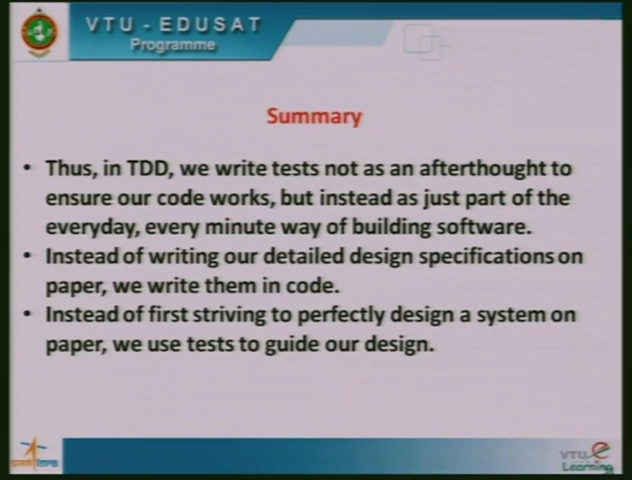 VTU - EDUSAT
Programme
Summary
• Thus, in TDD, we write tests not as an afterthought to
ensure our code works, but instead as just part of the
everyday, every minute way of building software.
• Instead of writing our detailed design specifications on
paper, we write them in code.
• Instead of first striving to perfectly design a system on
paper, we use tests to guide our design.
VTU e
Learning